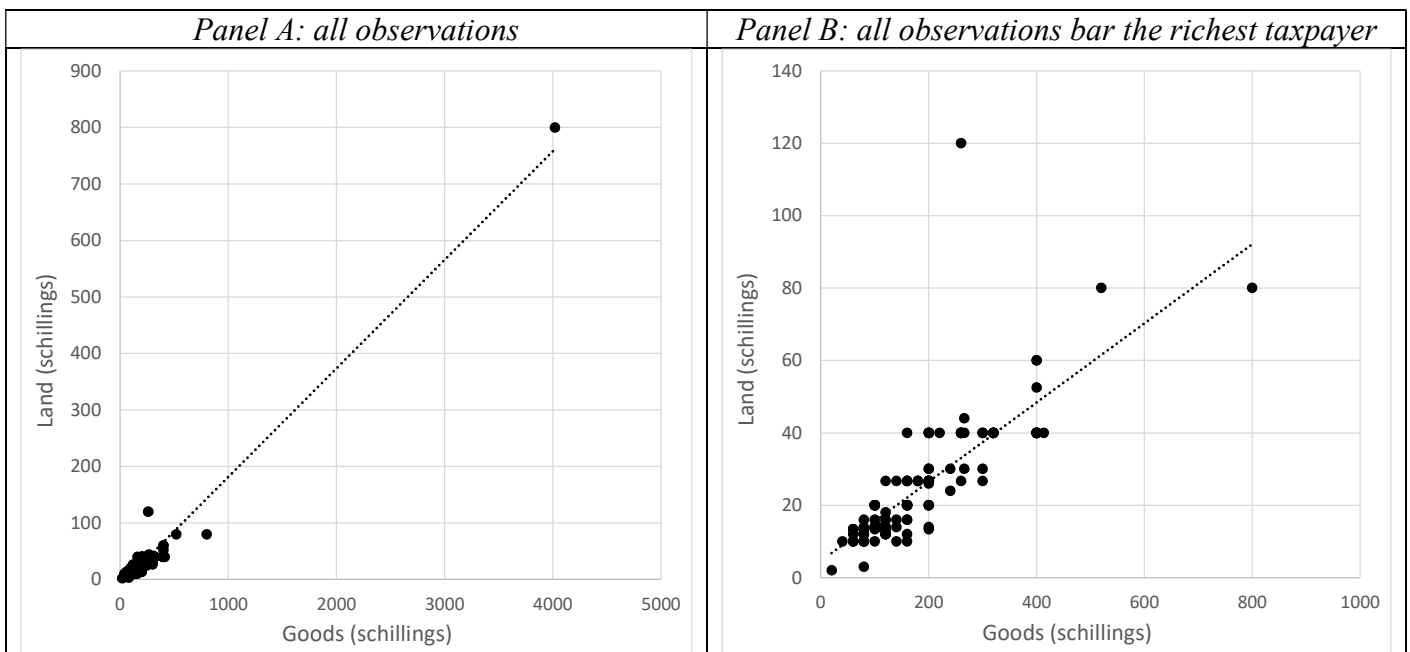 Panel A: all observations
Panel B: all observations bar the richest taxpayer
900
800
700
600
500
400
300
200
100
0
Land (schillings)
0 1000 2000 3000 4000 5000
Goods (schillings)
140
120
100
80
60
40
20
0
Land (schillings)
0 200 400 600 800 1000
Goods (schillings)